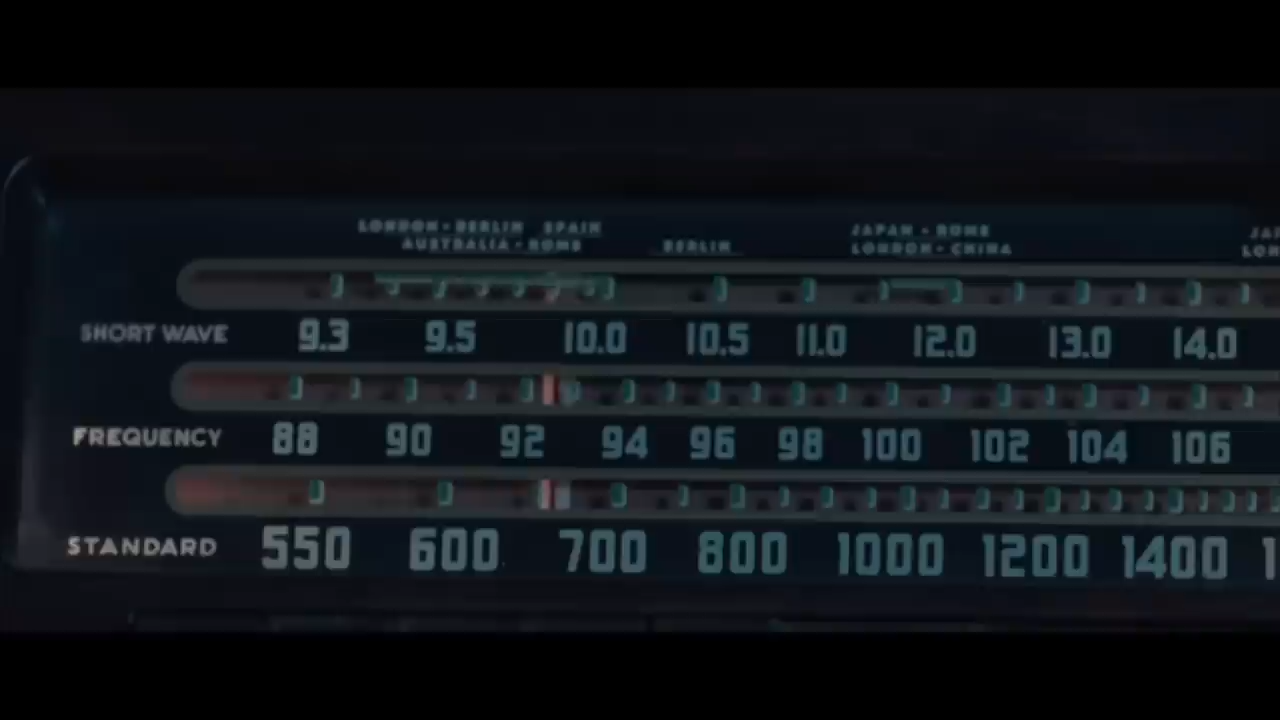 LONDON - BERLIN SPAIN
AUSTRALIA - ROME
BERLIN
JAPAN - ROME
LONDON - CHINA
SHORT WAVE 9.3 9.5 10.0 10.5 11.0 12.0 13.0 14.0
FREQUENCY 88 90 92 94 96 98 100 102 104 106
STANDARD 550 600 700 800 1000 1200 1400